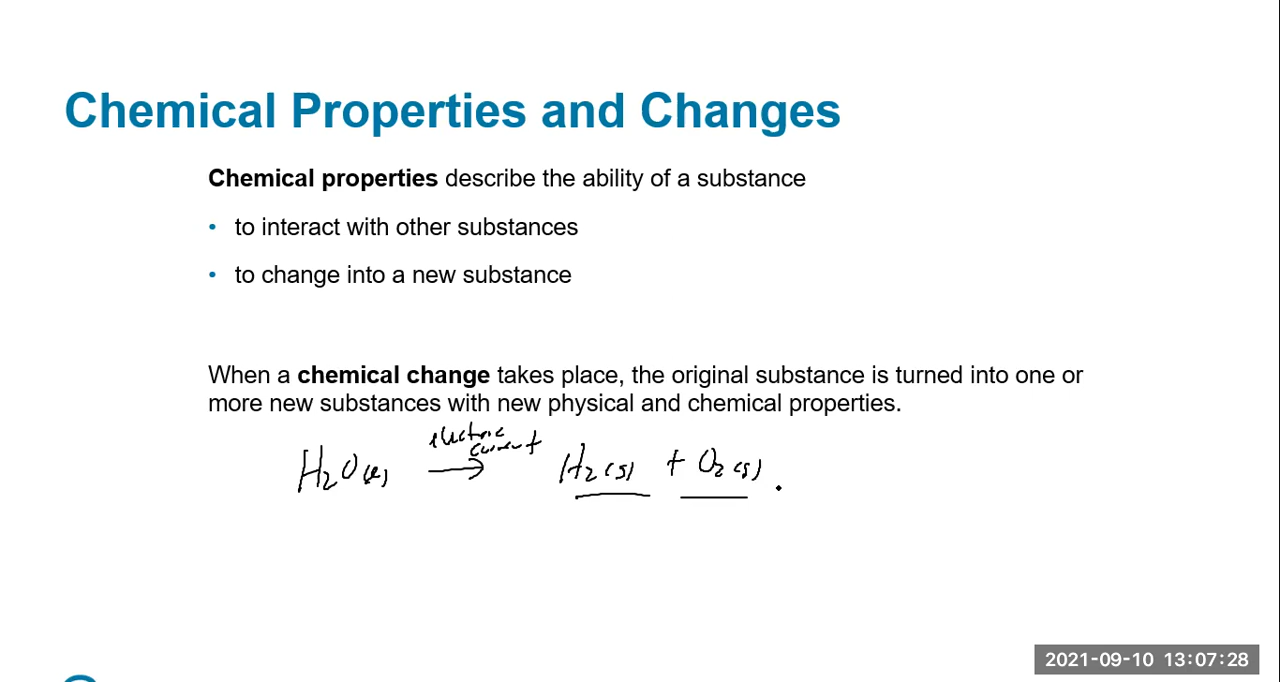 Chemical Properties and Changes
Chemical properties describe the ability of a substance
• to interact with other substances
• to change into a new substance
When a chemical change takes place, the original substance is turned into one or
more new substances with new physical and chemical properties.
electric
current
H₂O(l) → H₂(g) + O₂(g).
2021-09-10 13:07:28